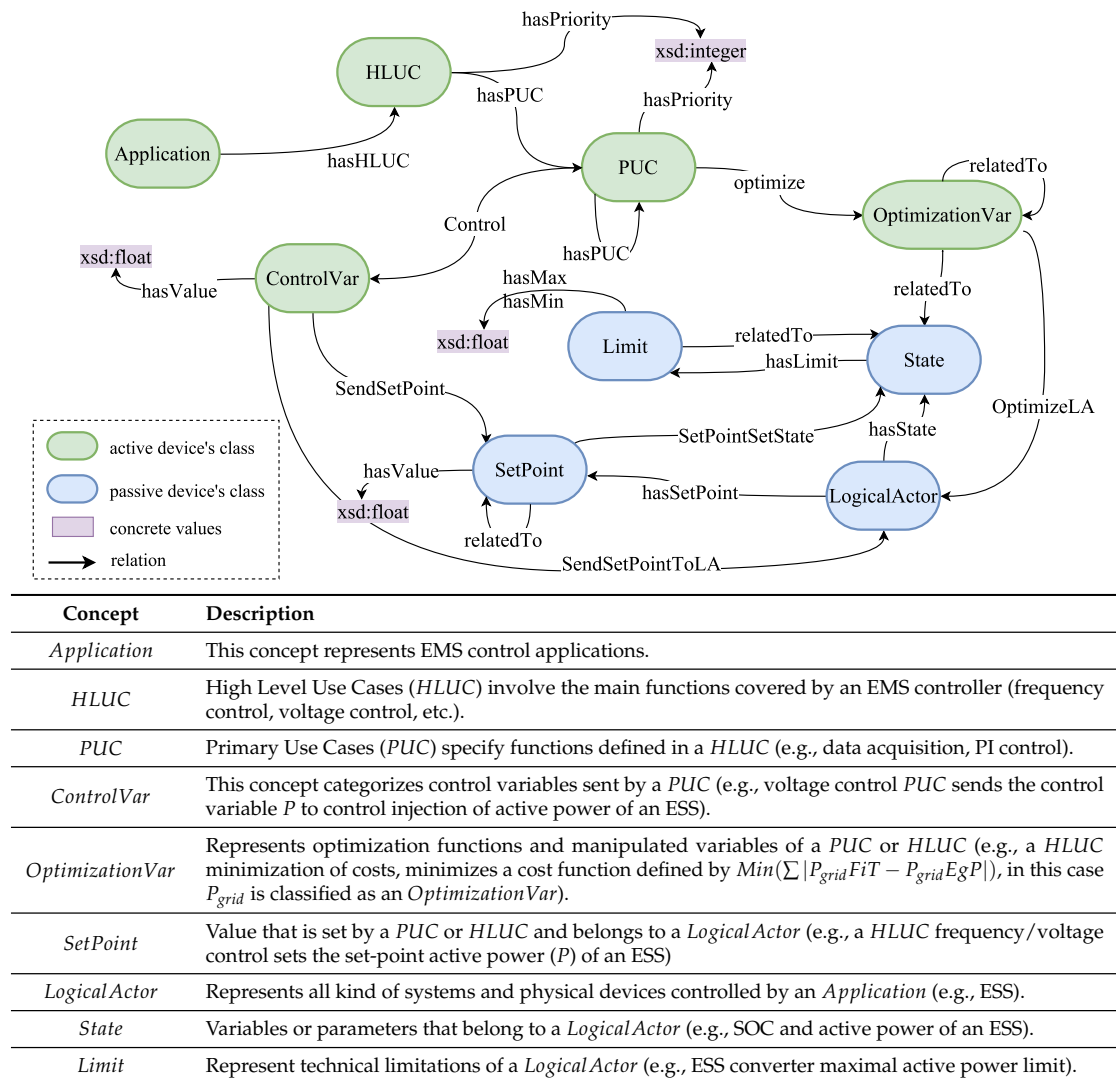 hasPriority
xsd:integer
HLUC
hasPUC
hasPriority
Application
hasHLUC
PUC
optimize
relatedTo
OptimizationVar
Control
hasPUC
xsd:float
hasValue
ControlVar
hasMax
hasMin
relatedTo
xsd:float
Limit
relatedTo
hasLimit
State
SendSetPoint
OptimizeLA
active device's class
SetPointSetState
hasState
passive device's class
hasValue
SetPoint
hasSetPoint
LogicalActor
xsd:float
concrete values
relatedTo
relation
SendSetPointToLA
Concept Description
Application This concept represents EMS control applications.
HLUC High Level Use Cases (HLUC) involve the main functions covered by an EMS controller (frequency
control, voltage control, etc.).
PUC Primary Use Cases (PUC) specify functions defined in a HLUC (e.g., data acquisition, PI control).
ControlVar This concept categorizes control variables sent by a PUC (e.g., voltage control PUC sends the control
variable P to control injection of active power of an ESS).
OptimizationVar Represents optimization functions and manipulated variables of a PUC or HLUC (e.g., a HLUC
minimization of costs, minimizes a cost function defined by Min(∑ |P_grid FiT − P_grid EgP|), in this case
P_grid is classified as an OptimizationVar).
SetPoint Value that is set by a PUC or HLUC and belongs to a LogicalActor (e.g., a HLUC frequency/voltage
control sets the set-point active power (P) of an ESS)
LogicalActor Represents all kind of systems and physical devices controlled by an Application (e.g., ESS).
State Variables or parameters that belong to a LogicalActor (e.g., SOC and active power of an ESS).
Limit Represent technical limitations of a LogicalActor (e.g., ESS converter maximal active power limit).